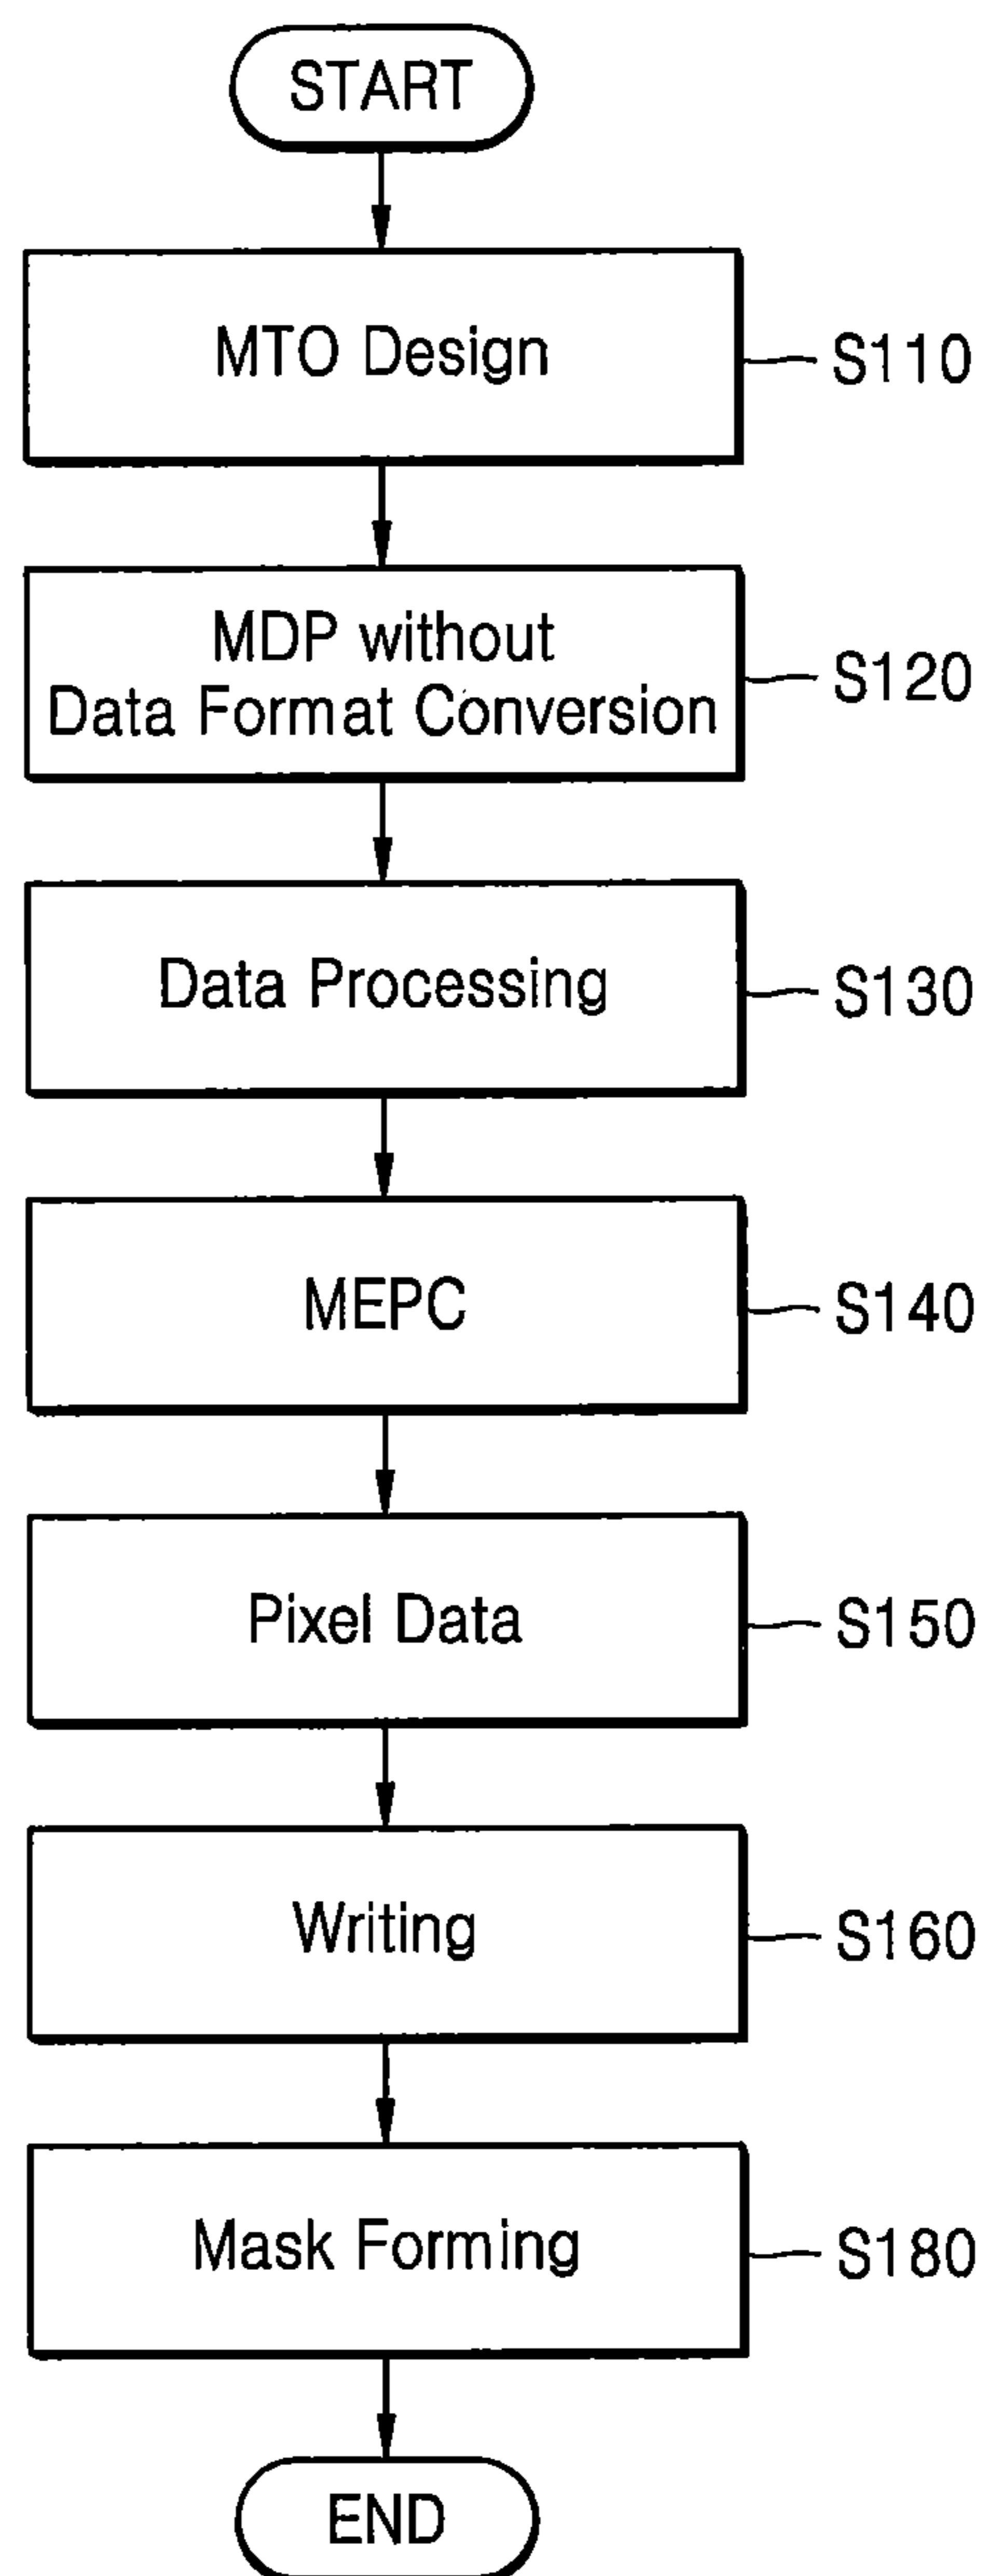 START
MTO Design
S110
MDP without
Data Format Conversion
S120
Data Processing
S130
MEPC
S140
Pixel Data
S150
Writing
S160
Mask Forming
S180
END